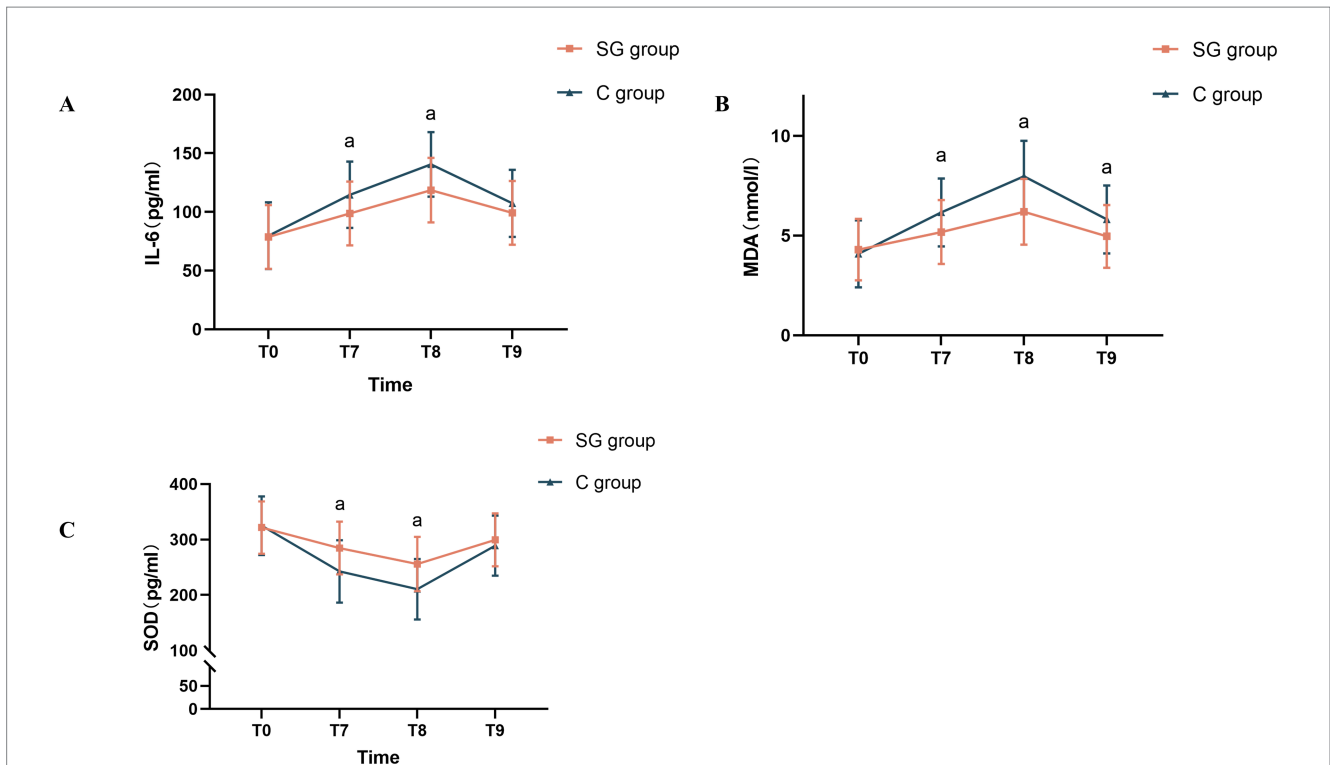 SG group
C group
A
IL-6(pg/ml)
200
150
100
50
0
a
a
T0 T7 T8 T9
Time
SG group
C group
B
MDA(nmol/l)
10
5
0
a
a
a
T0 T7 T8 T9
SG group
C group
C
SOD(pg/ml)
400
300
200
100
50
0
a
a
T0 T7 T8 T9
Time